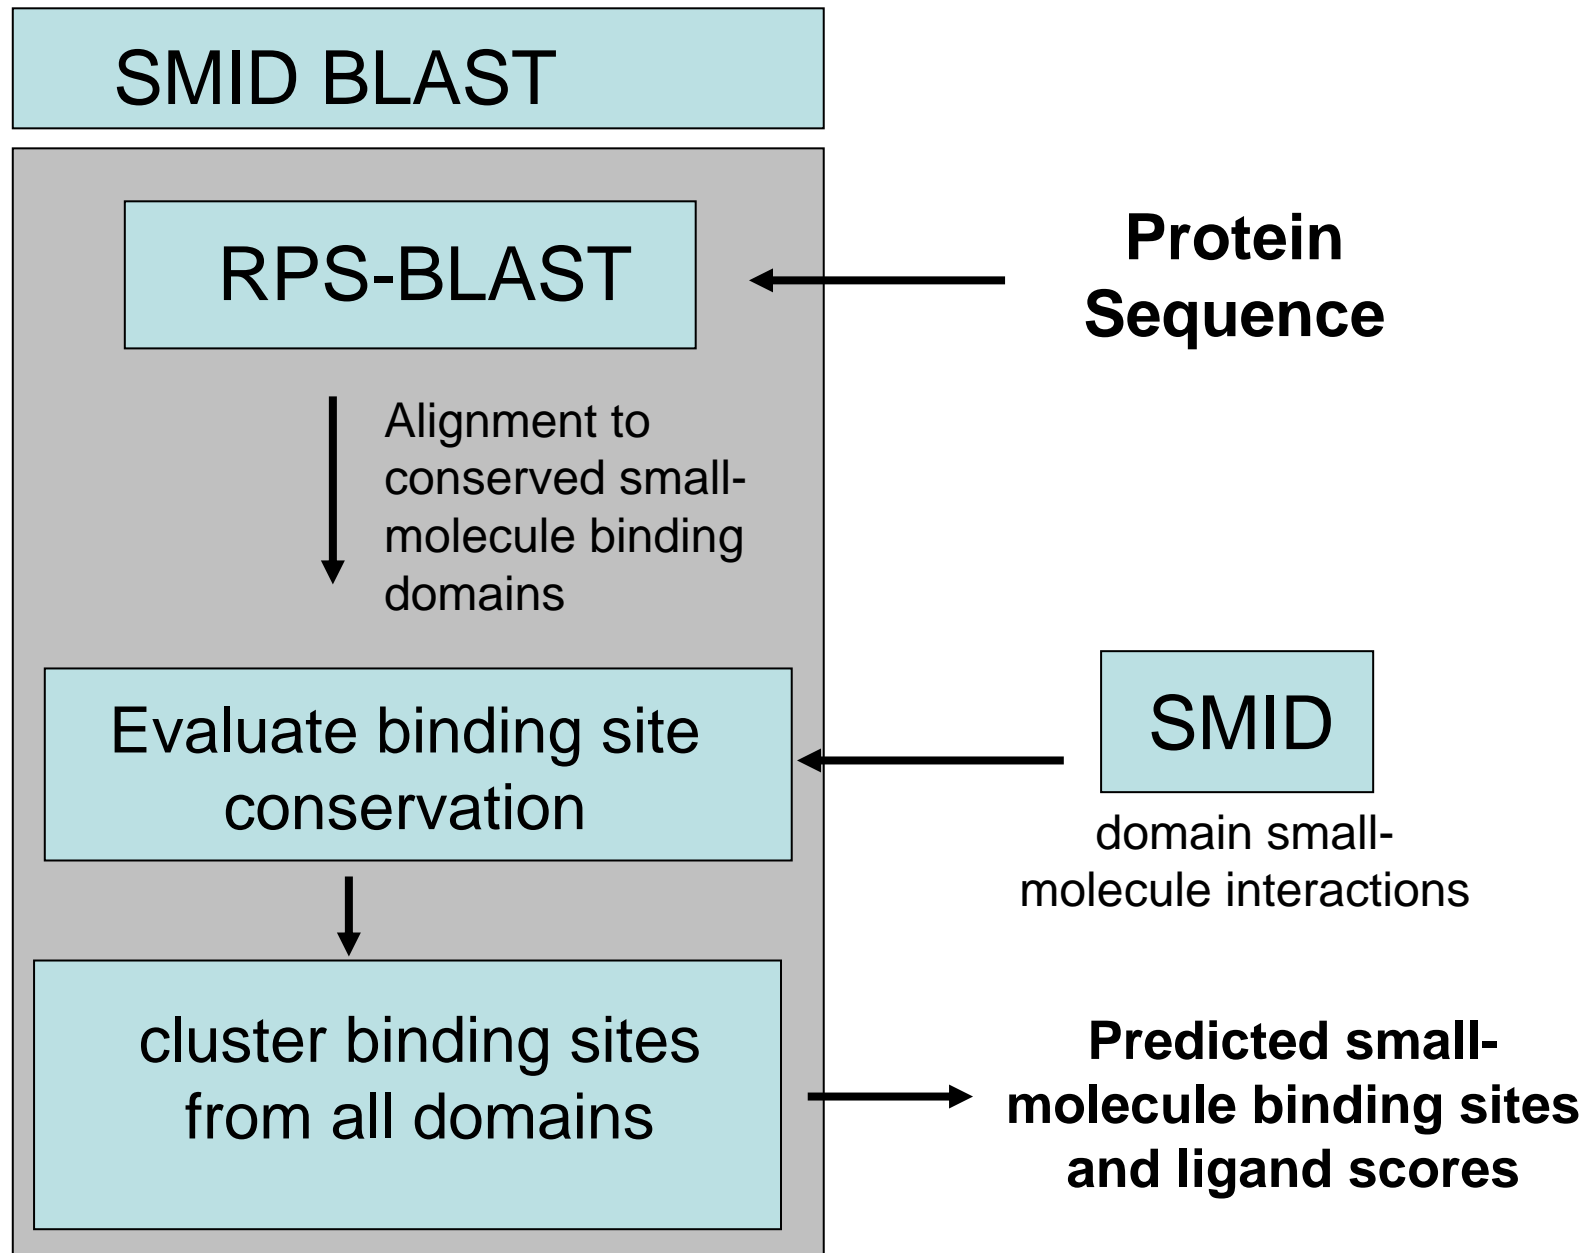 SMID BLAST
RPS-BLAST
Protein
Sequence
Alignment to
conserved small-
molecule binding
domains
Evaluate binding site
conservation
SMID
domain small-
molecule interactions
cluster binding sites
from all domains
Predicted small-
molecule binding sites
and ligand scores